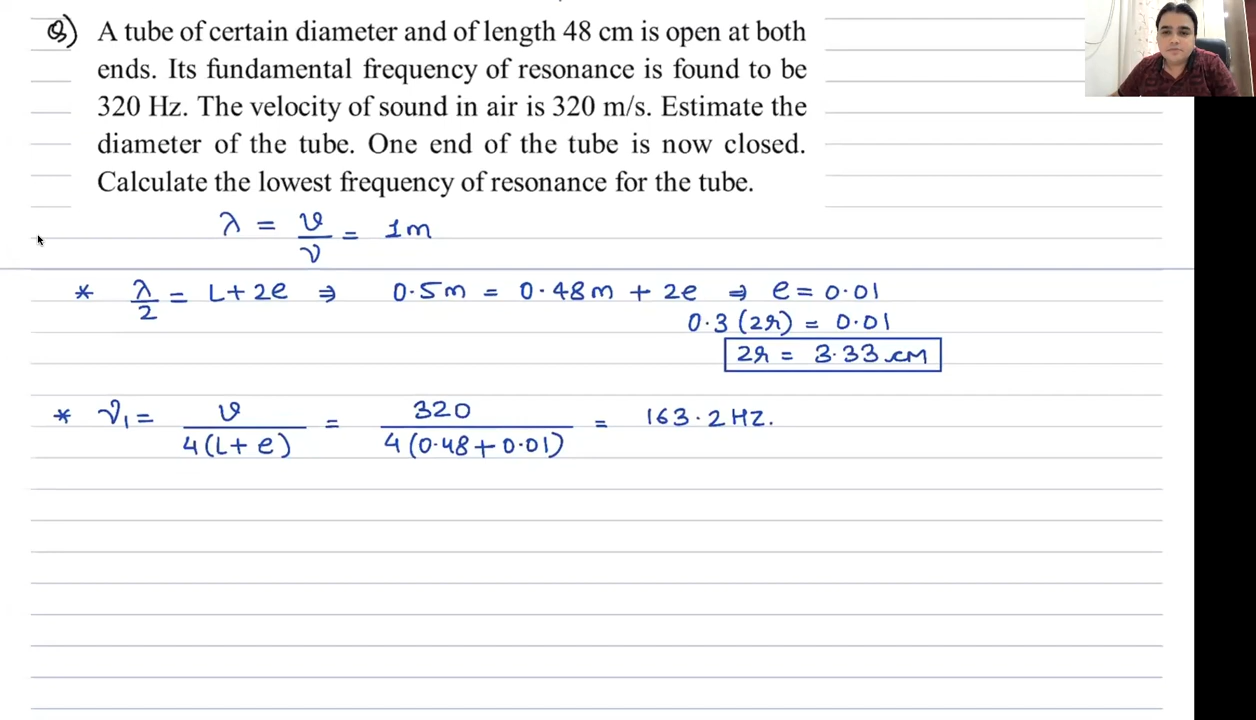 Q) A tube of certain diameter and of length 48 cm is open at both
ends. Its fundamental frequency of resonance is found to be
320 Hz. The velocity of sound in air is 320 m/s. Estimate the
diameter of the tube. One end of the tube is now closed.
Calculate the lowest frequency of resonance for the tube.
λ = v/ν = 1m
* λ/2 = L+2e ⇒ 0.5m = 0.48m + 2e ⇒ e = 0.01
0.3 (2r) = 0.01
2r = 3.33 cm
* ν₁ = v/4(L+e) = 320/4(0.48+0.01) = 163.2 HZ.